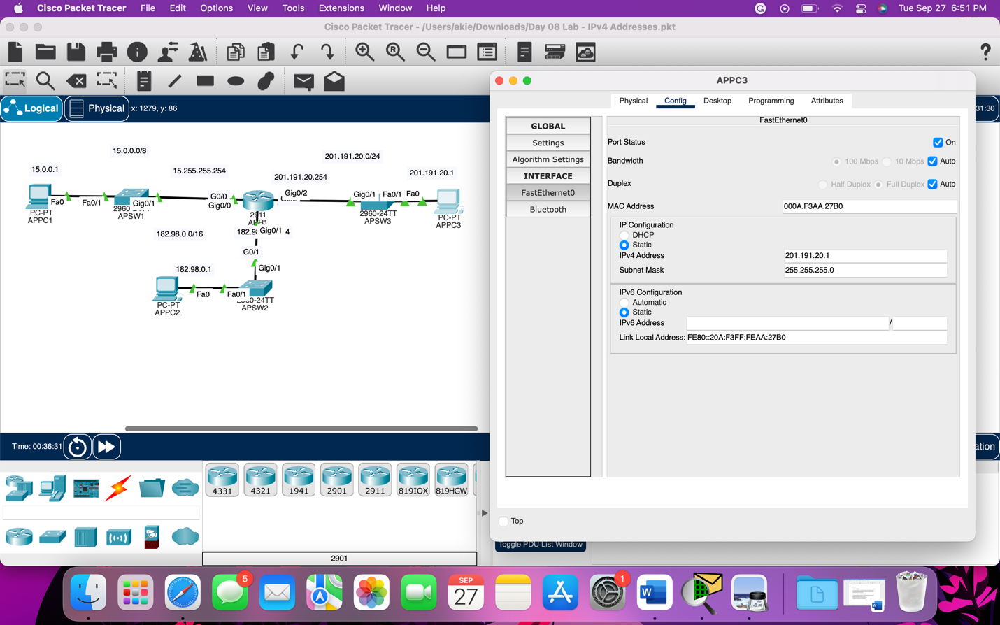 Cisco Packet Tracer File Edit Options View Tools Extensions Window Help Tue Sep 27 6:51 PM
Cisco Packet Tracer - /Users/akie/Downloads/Day 08 Lab - IPv4 Addresses.pkt
Logical Physical x: 1279, y: 86
31:30
15.0.0.0/8
201.191.20.0/24
15.0.0.1
15.255.255.254
201.191.20.254
201.191.20.1
Fa0
Fa0/1
Gig0/1
G0/0
Gig0/0
Gig0/2
Gig0/1
Fa0/1
Fa0
PC-PT
APPC1
2960
APSW1
2911
2960-24TT
APSW3
PC-PT
APPC3
182.98.0.0/16
182.9
Gig0/1
4
G0/1
182.98.0.1
Gig0/1
Fa0
Fa0/1
PC-PT
APPC2
0-24TT
APSW2
Time: 00:36:31
4331 4321 1941 2901 2911 819IOX 819HGW
2901
APPC3
Physical Config Desktop Programming Attributes
GLOBAL
Settings
Algorithm Settings
INTERFACE
FastEthernet0
Bluetooth
FastEthernet0
Port Status On
Bandwidth 100 Mbps 10 Mbps Auto
Duplex Half Duplex Full Duplex Auto
MAC Address 000A.F3AA.27B0
IP Configuration
DHCP
Static
IPv4 Address 201.191.20.1
Subnet Mask 255.255.255.0
IPv6 Configuration
Automatic
Static
IPv6 Address /
Link Local Address: FE80::20A:F3FF:FEAA:27B0
Top
ation
Toggle PDU List Window
5
SEP
27
1
W